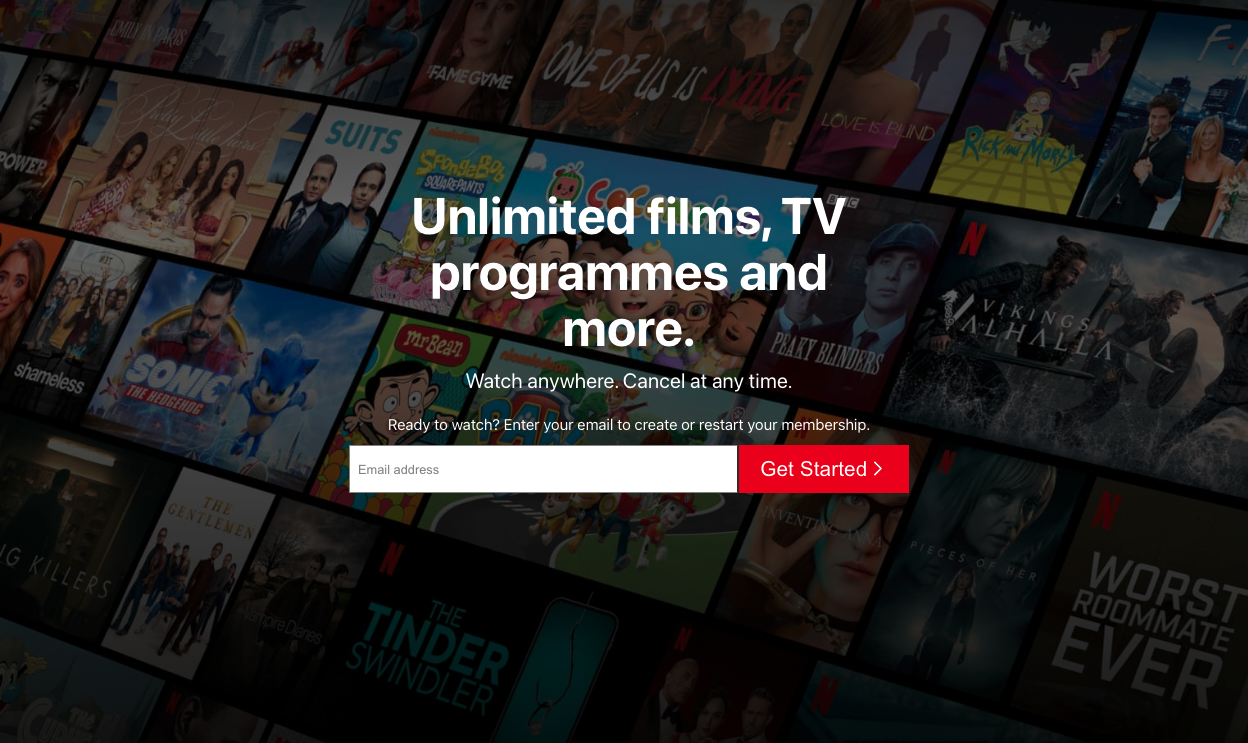 EMILY IN PARIS
THE
FAME GAME
ONE OF US IS LYING
LOVE IS BLIND
Rick and Morty
POWER
Pretty Little Liars
SUITS
nickelodeon
SpongeBob
SQUAREPANTS
BBC
Unlimited films, TV
programmes and
more.
N
VIKINGS
VALHALLA
PEAKY BLINDERS
shameless
SONIC
THE HEDGEHOG
mr Bean
nickelodeon
PAW
Watch anywhere. Cancel at any time.
Ready to watch? Enter your email to create or restart your membership.
Email address
Get Started
KILLERS
THE
GENTLEMEN
Vampire Diaries
INVENTING ANNA
N
PIECES OF HER
N
WORST
ROOMMATE
EVER
N
THE
TINDER
SWINDLER
N
N
THE